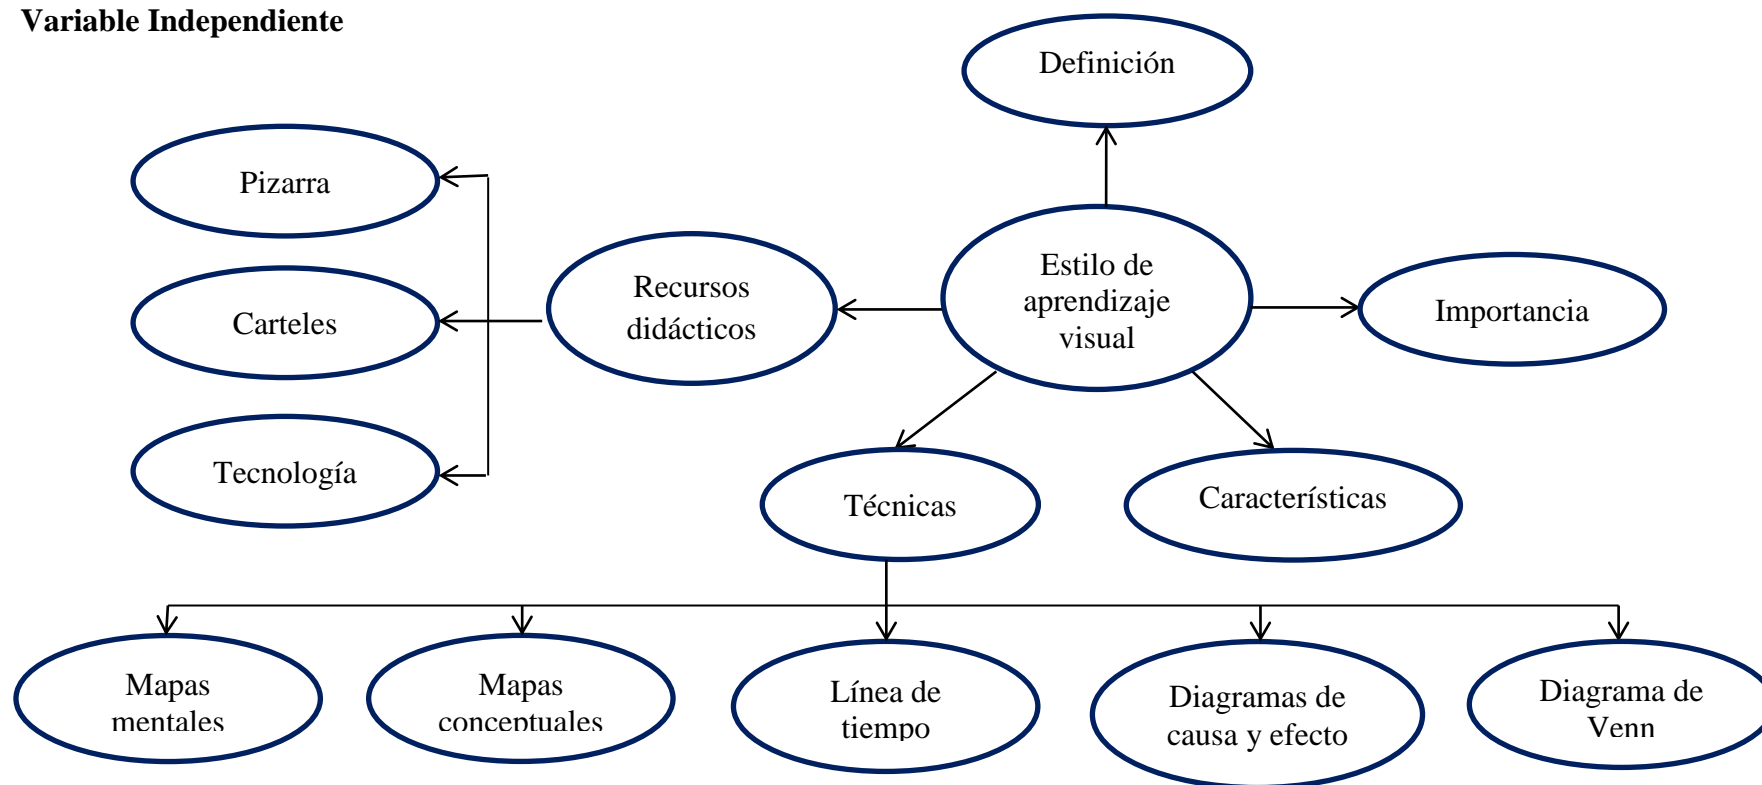 Variable Independiente
Definición
Pizarra
Estilo de
aprendizaje
visual
Recursos
didácticos
Importancia
Carteles
Tecnología
Técnicas
Características
Mapas
mentales
Mapas
conceptuales
Línea de
tiempo
Diagramas de
causa y efecto
Diagrama de
Venn